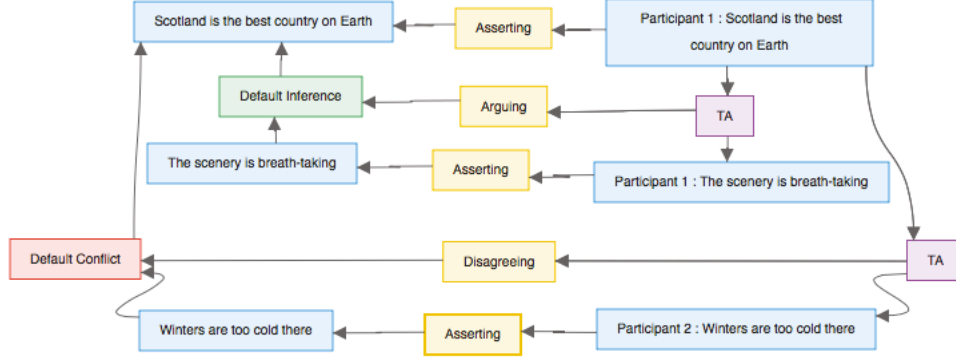 Scotland is the best country on Earth
Asserting
Participant 1 : Scotland is the best
country on Earth
Default Inference
Arguing
TA
The scenery is breath-taking
Asserting
Participant 1 : The scenery is breath-taking
Default Conflict
Disagreeing
TA
Winters are too cold there
Asserting
Participant 2 : Winters are too cold there